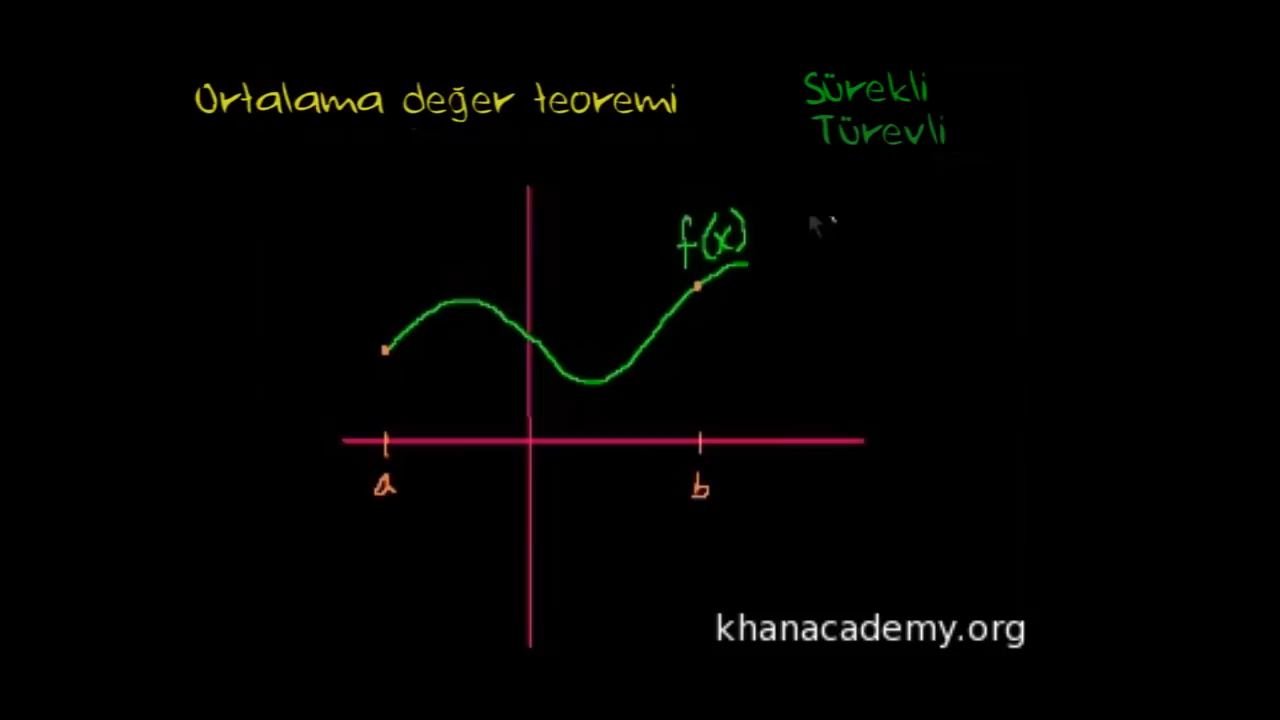 Ortalama değer teoremi
Sürekli
Türevli
f(x)
a
b
khanacademy.org